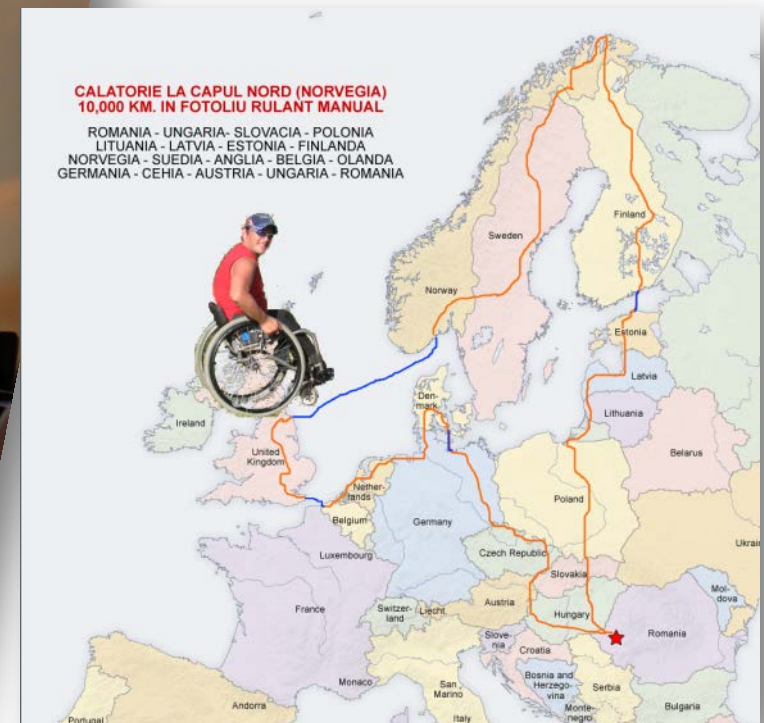 CALATORIE LA CAPUL NORD (NORVEGIA)
10,000 KM. IN FOTOLIU RULANT MANUAL
ROMANIA - UNGARIA- SLOVACIA - POLONIA
LITUANIA - LATVIA - ESTONIA - FINLANDA
NORVEGIA - SUEDIA - ANGLIA - BELGIA - OLANDA
GERMANIA - CEHIA - AUSTRIA - UNGARIA - ROMANIA
Finland
Sweden
Norway
Estonia
Latvia
Den-
mark
Lithuania
Ireland
Belarus
United
Kingdom
Nether-
lands
Poland
Belgium
Germany
Ukrai
Luxembourg
Czech Republic
Slovakia
Mol-
dova
Austria
France
Switzer-
land
Liecht.
Hungary
Romania
Slove-
nia
Croatia
Bosnia and
Herzego-
vina
Serbia
Monaco
San
Marino
Andorra
Monte-
negro
Bulgaria
Portugal
Italy